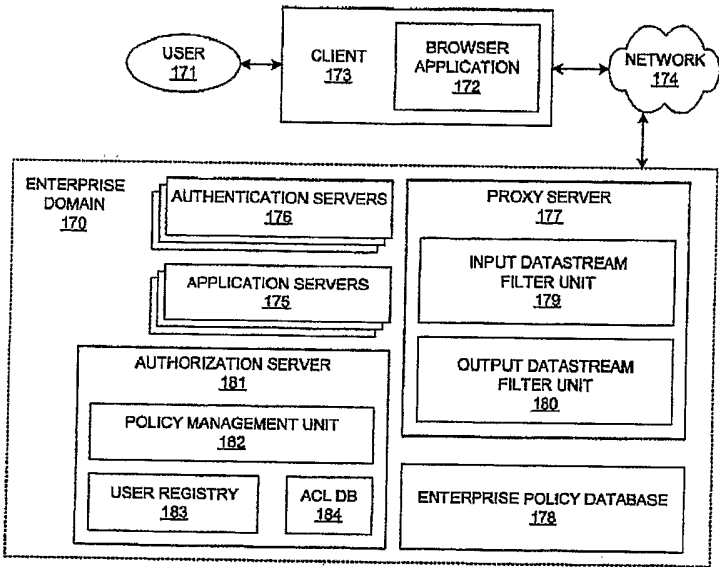 USER
171
CLIENT
173
BROWSER
APPLICATION
172
NETWORK
174
ENTERPRISE
DOMAIN
170
AUTHENTICATION SERVERS
176
APPLICATION SERVERS
175
AUTHORIZATION SERVER
181
POLICY MANAGEMENT UNIT
182
USER REGISTRY
183
ACL DB
184
PROXY SERVER
177
INPUT DATASTREAM
FILTER UNIT
179
OUTPUT DATASTREAM
FILTER UNIT
180
ENTERPRISE POLICY DATABASE
178